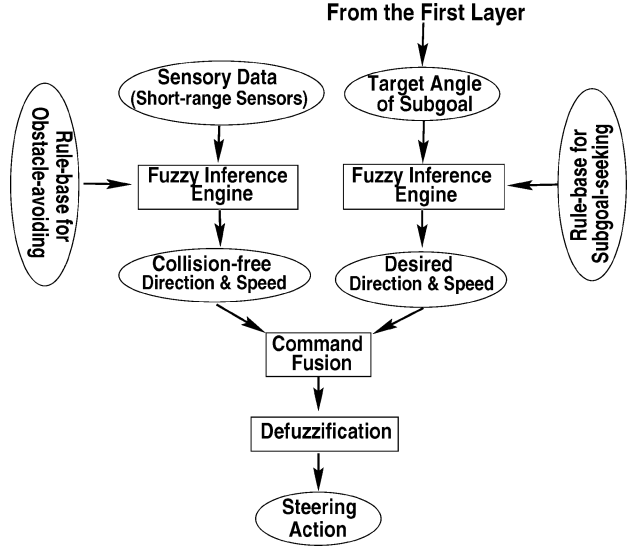 From the First Layer
Sensory Data
(Short-range Sensors)
Target Angle
of Subgoal
Rule-base for
Obstacle-avoiding
Fuzzy Inference
Engine
Fuzzy Inference
Engine
Rule-base for
Subgoal-seeking
Collision-free
Direction & Speed
Desired
Direction & Speed
Command
Fusion
Defuzzification
Steering
Action